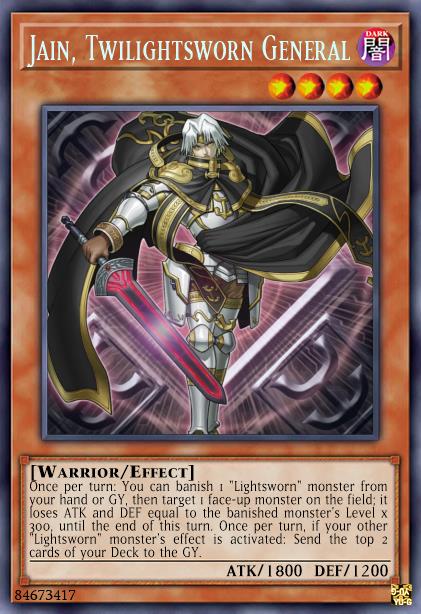 Jain, Twilightsworn General
DARK
闇
[Warrior/Effect]
Once per turn: You can banish 1 "Lightsworn" monster from
your hand or GY, then target 1 face-up monster on the field; it
loses ATK and DEF equal to the banished monster's Level x
300, until the end of this turn. Once per turn, if your other
"Lightsworn" monster's effect is activated: Send the top 2
cards of your Deck to the GY.
ATK/1800 DEF/1200
84673417